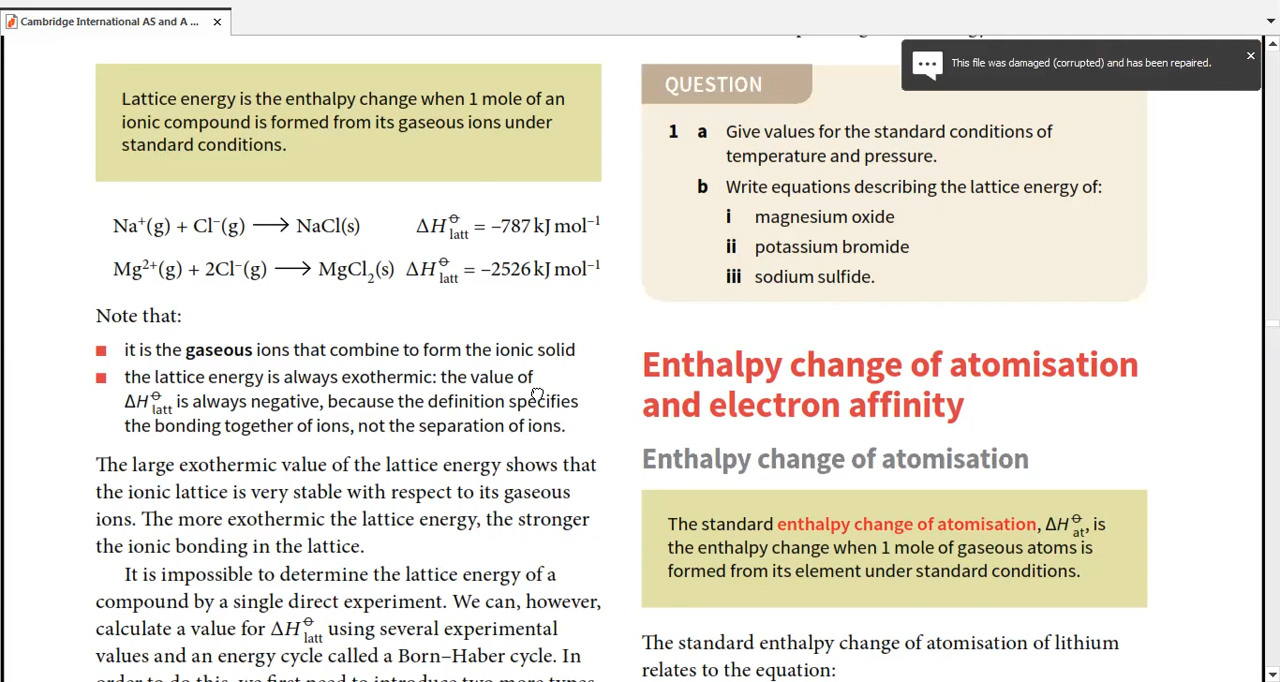 Cambridge International AS and A ...
This file was damaged (corrupted) and has been repaired.
Lattice energy is the enthalpy change when 1 mole of an
ionic compound is formed from its gaseous ions under
standard conditions.
Na⁺(g) + Cl⁻(g) ⟶ NaCl(s) ΔH⦵latt = –787 kJ mol⁻¹
Mg²⁺(g) + 2Cl⁻(g) ⟶ MgCl₂(s) ΔH⦵latt = –2526 kJ mol⁻¹
Note that:
■ it is the gaseous ions that combine to form the ionic solid
■ the lattice energy is always exothermic: the value of
ΔH⦵latt is always negative, because the definition specifies
the bonding together of ions, not the separation of ions.
The large exothermic value of the lattice energy shows that
the ionic lattice is very stable with respect to its gaseous
ions. The more exothermic the lattice energy, the stronger
the ionic bonding in the lattice.
It is impossible to determine the lattice energy of a
compound by a single direct experiment. We can, however,
calculate a value for ΔH⦵latt using several experimental
values and an energy cycle called a Born–Haber cycle. In
order to do this, we first need to introduce two more types
QUESTION
1 a Give values for the standard conditions of
temperature and pressure.
b Write equations describing the lattice energy of:
i magnesium oxide
ii potassium bromide
iii sodium sulfide.
Enthalpy change of atomisation
and electron affinity
Enthalpy change of atomisation
The standard enthalpy change of atomisation, ΔH⦵at, is
the enthalpy change when 1 mole of gaseous atoms is
formed from its element under standard conditions.
The standard enthalpy change of atomisation of lithium
relates to the equation: